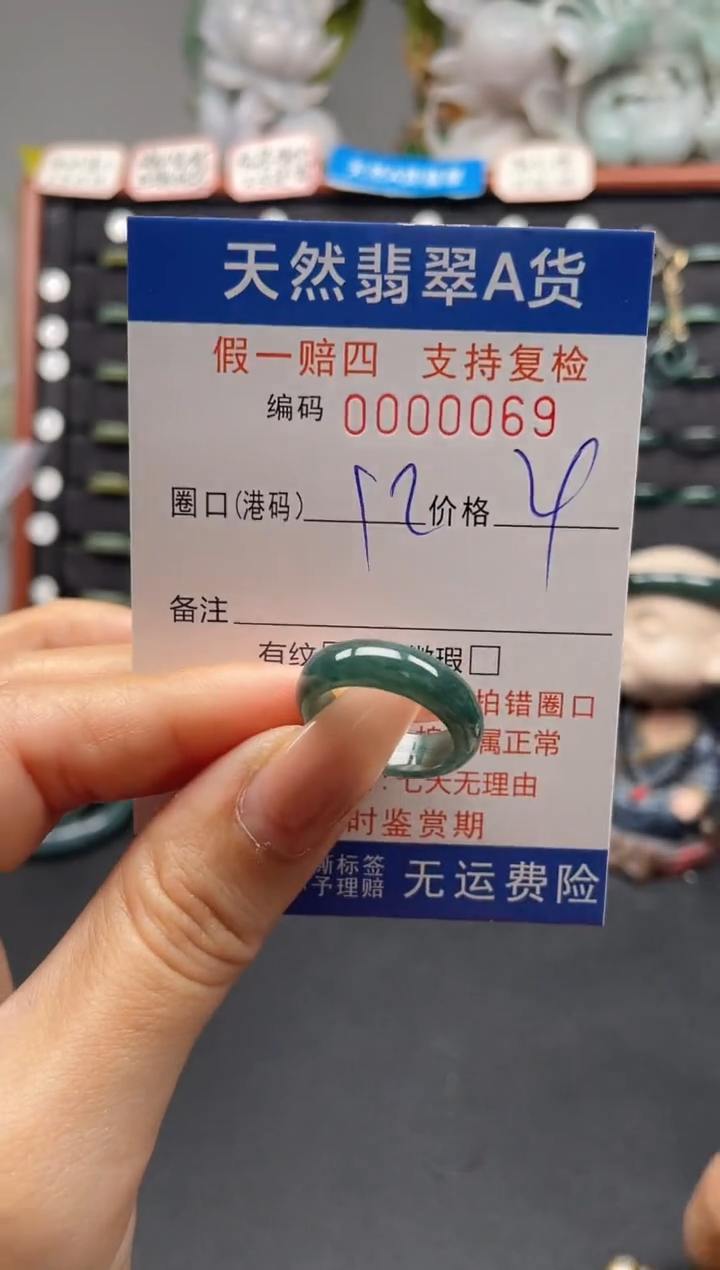 天然翡翠A货
假一赔四 支持复检
编码 0000069
圈口(港码) 12 价格 4
备注
有纹 瑕
拍错圈口
属正常
七天无理由
时鉴赏期
撕标签
予理赔 无运费险